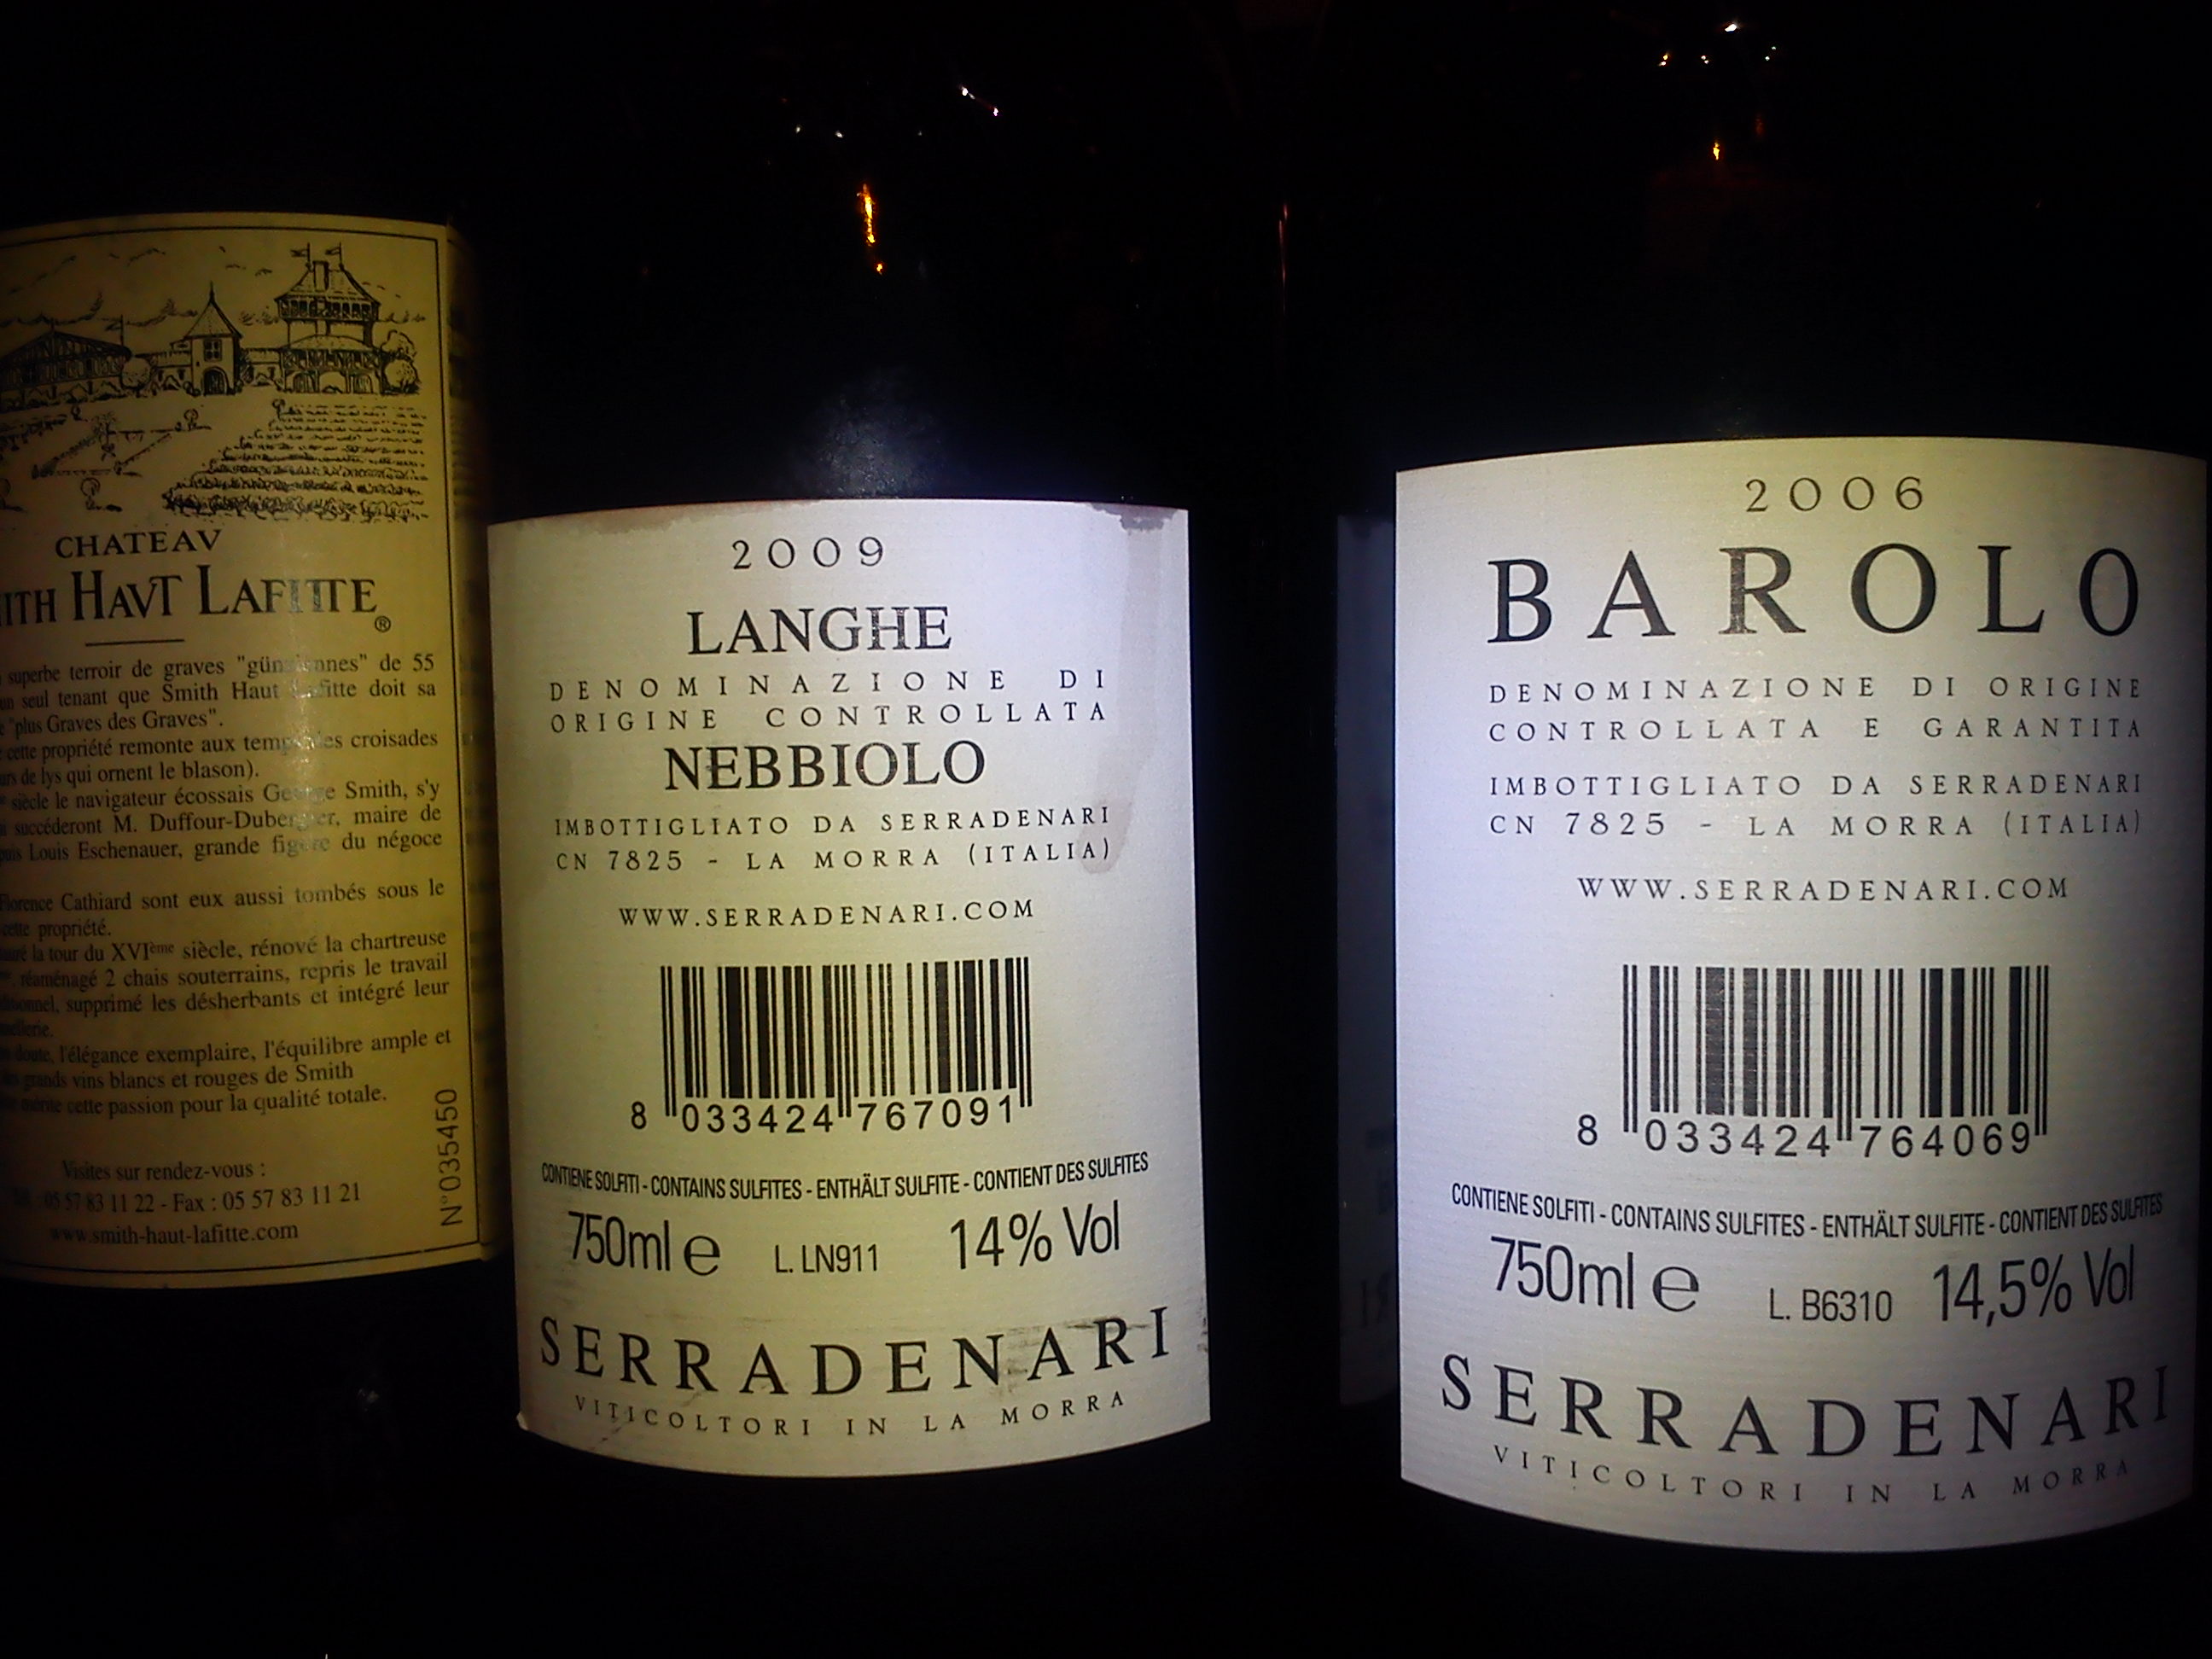 CHATEAV
ITH HAVT LAFITTE
®
superbe terroir de graves "günziennes" de 55
un seul tenant que Smith Haut Lafitte doit sa
"plus Graves des Graves".
cette propriété remonte aux temps des croisades
de lys qui ornent le blason).
siècle le navigateur écossais George Smith, s'y
succéderont M. Duffour-Dubergier, maire de
Louis Eschenauer, grande figure du négoce
Florence Cathiard sont eux aussi tombés sous le
cette propriété.
la tour du XVIème siècle, rénové la chartreuse
réaménagé 2 chais souterrains, repris le travail
supprimé les désherbants et intégré leur
doute, l'élégance exemplaire, l'équilibre ample et
grands vins blancs et rouges de Smith
cette passion pour la qualité totale.
Visites sur rendez-vous :
05 57 83 11 22 - Fax : 05 57 83 11 21
www.smith-haut-lafitte.com
N°035450
2009
LANGHE
DENOMINAZIONE DI
ORIGINE CONTROLLATA
NEBBIOLO
IMBOTTIGLIATO DA SERRADENARI
CN 7825 - LA MORRA (ITALIA)
WWW.SERRADENARI.COM
8 033424 767091
CONTIENE SOLFITI - CONTAINS SULFITES - ENTHÄLT SULFITE - CONTIENT DES SULFITES
750ml e L. LN911 14% Vol
SERRADENARI
VITICOLTORI IN LA MORRA
2006
BAROLO
DENOMINAZIONE DI ORIGINE
CONTROLLATA E GARANTITA
IMBOTTIGLIATO DA SERRADENARI
CN 7825 - LA MORRA (ITALIA)
WWW.SERRADENARI.COM
8 033424 764069
CONTIENE SOLFITI - CONTAINS SULFITES - ENTHÄLT SULFITE - CONTIENT DES SULFITES
750ml e L. B6310 14,5% Vol
SERRADENARI
VITICOLTORI IN LA MORRA